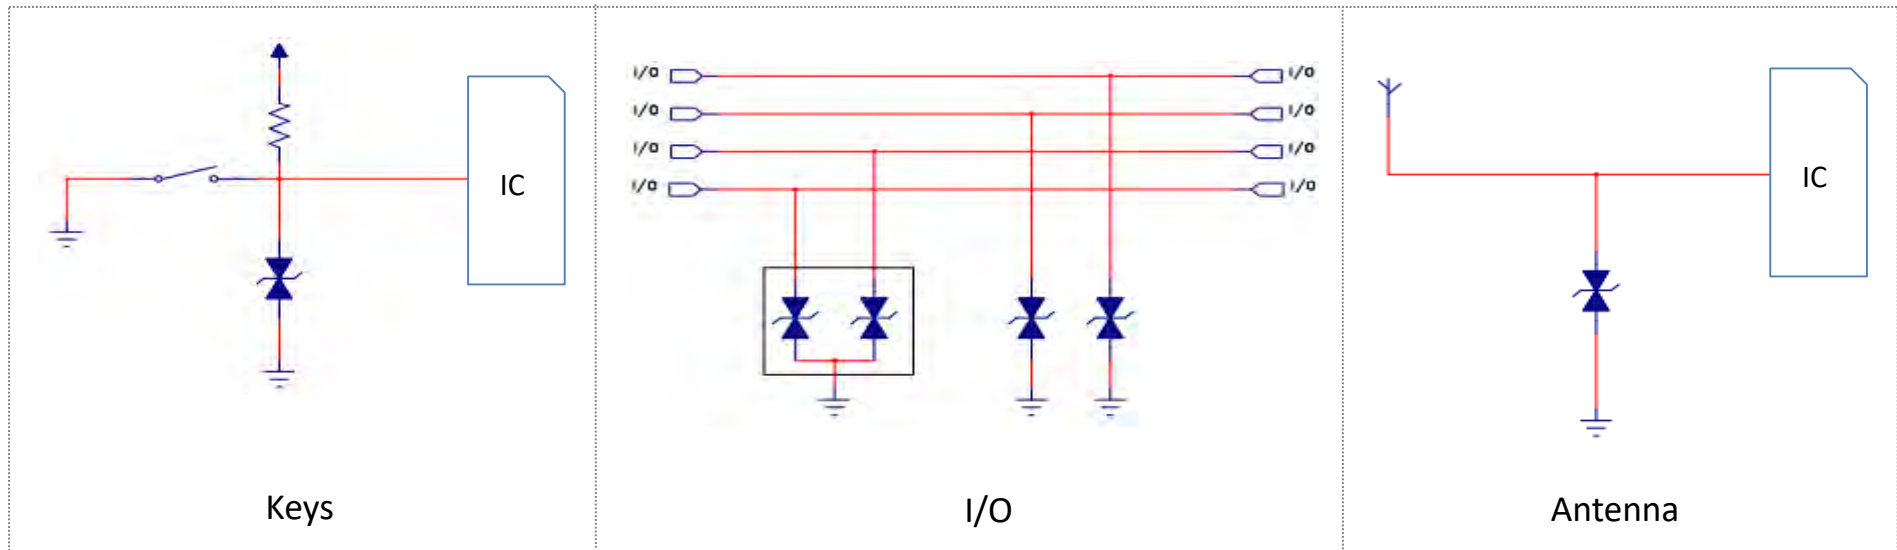 IC
Keys
I/O I/O
I/O I/O
I/O I/O
I/O I/O
I/O
IC
Antenna